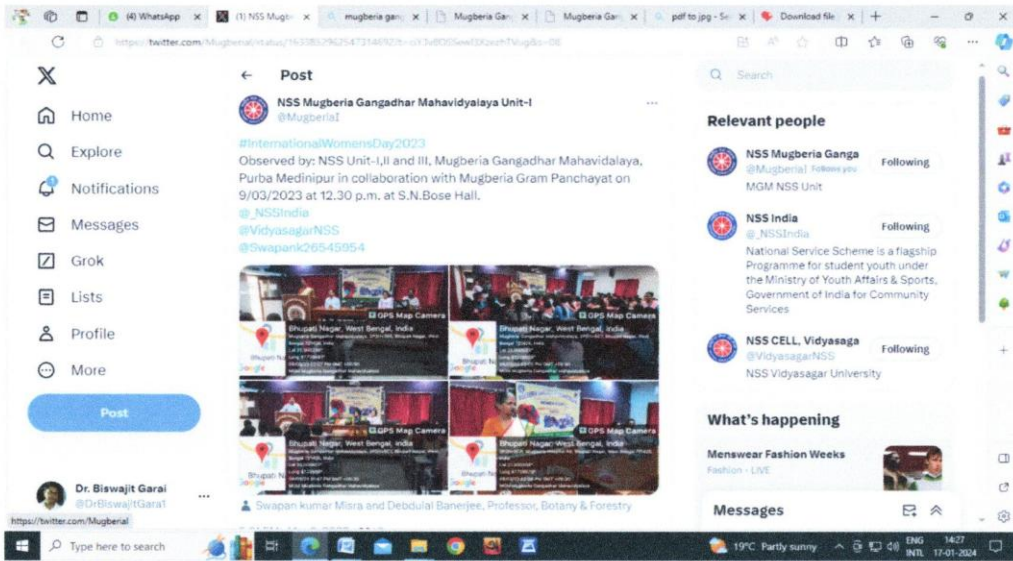 (4) WhatsApp
(1) NSS Mugb
mugberia gang
Mugberia Gan
Mugberia Gan
pdf to jpg - Se
Download file
twitter.com
X
Post
Search
NSS Mugberia Gangadhar Mahavidyalaya Unit-I
@MugberiaI
#InternationalWomensDay2023
Observed by: NSS Unit-I,II and III, Mugberia Gangadhar Mahavidalaya,
Purba Medinipur in collaboration with Mugberia Gram Panchayat on
9/03/2023 at 12.30 p.m. at S.N.Bose Hall.
@_NSSIndia
@VidyasagarNSS
@Swapank26545954
GPS Map Camera
Bhupati Nagar, West Bengal, India
Google
GPS Map Camera
Bhupati Nagar, West Bengal, India
Google
GPS Map Camera
Bhupati Nagar, West Bengal, India
Google
GPS Map Camera
Bhupati Nagar, West Bengal, India
Google
Swapan kumar Misra and Debdulal Banerjee, Professor, Botany & Forestry
Home
Explore
Notifications
Messages
Grok
Lists
Profile
More
Post
Dr. Biswajit Garai
@DrBiswajitGara1
https://twitter.com/MugberiaI
Relevant people
NSS Mugberia Ganga
Following
@MugberiaI Follows you
MGM NSS Unit
NSS India
Following
@_NSSIndia
National Service Scheme is a flagship
Programme for student youth under
the Ministry of Youth Affairs & Sports,
Government of India for Community
Services
NSS CELL, Vidyasaga
Following
@VidyasagarNSS
NSS Vidyasagar University
What's happening
Menswear Fashion Weeks
Fashion · LIVE
Messages
Type here to search
19°C Partly sunny
ENG
INTL
14:27
17-01-2024